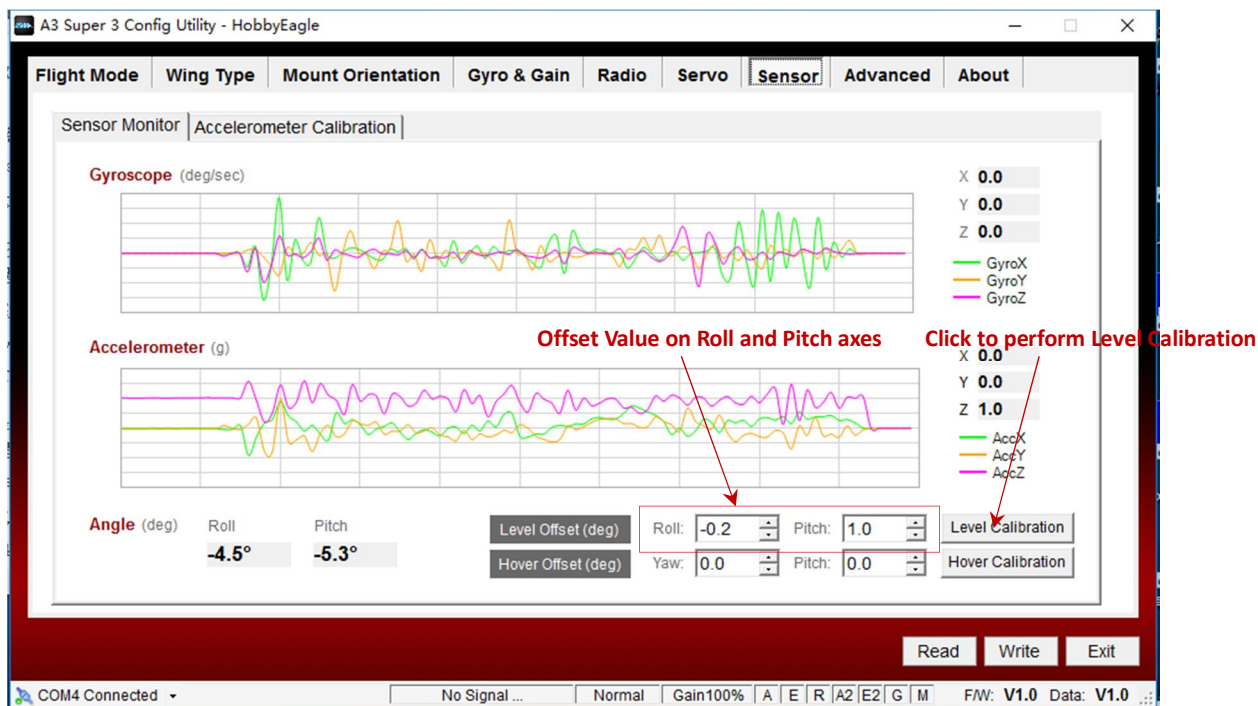 A3 Super 3 Config Utility - HobbyEagle
Flight Mode Wing Type Mount Orientation Gyro & Gain Radio Servo Sensor Advanced About
Sensor Monitor Accelerometer Calibration
Gyroscope (deg/sec)
X 0.0
Y 0.0
Z 0.0
GyroX
GyroY
GyroZ
Offset Value on Roll and Pitch axes Click to perform Level Calibration
Accelerometer (g)
X 0.0
Y 0.0
Z 1.0
AccX
AccY
AccZ
Angle (deg) Roll Pitch
-4.5° -5.3°
Level Offset (deg) Roll: -0.2 Pitch: 1.0 Level Calibration
Hover Offset (deg) Yaw: 0.0 Pitch: 0.0 Hover Calibration
Read Write Exit
COM4 Connected No Signal ... Normal Gain100% A E R A2 E2 G M F/W: V1.0 Data: V1.0